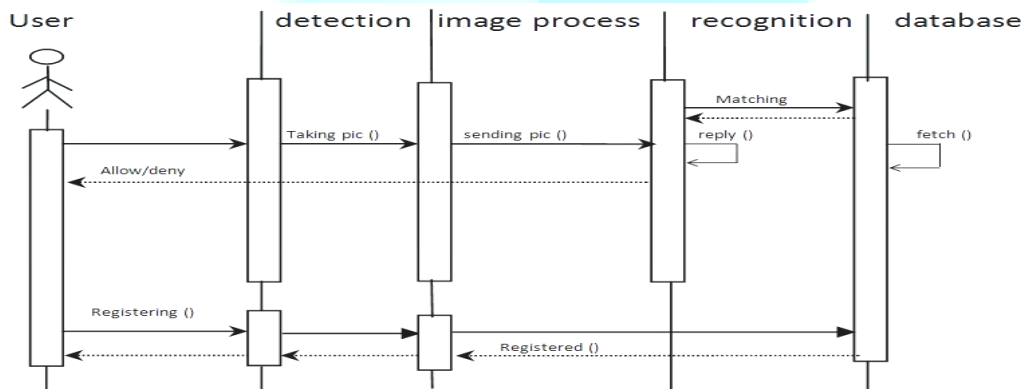 User
detection
image process
recognition
database
Matching
Taking pic ()
sending pic ()
reply ()
fetch ()
Allow/deny
Registering ()
Registered ()